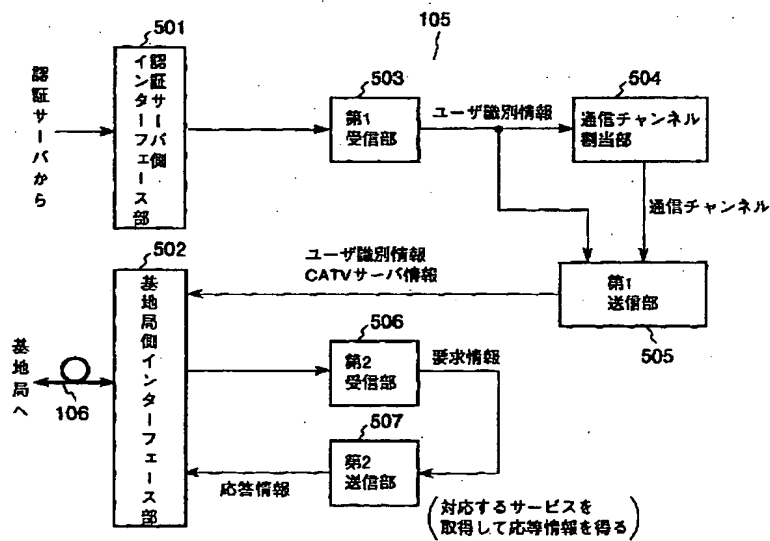 105
501
認証サーバから
認証サーバ側
インターフェース部
503
第1
受信部
ユーザ識別情報
504
通信チャンネル
割当部
通信チャンネル
502
ユーザ識別情報
CATVサーバ情報
第1
送信部
505
基地局へ
106
基地局側インターフェース部
506
第2
受信部
要求情報
507
第2
送信部
応答情報
(対応するサービスを
取得して応等情報を得る)